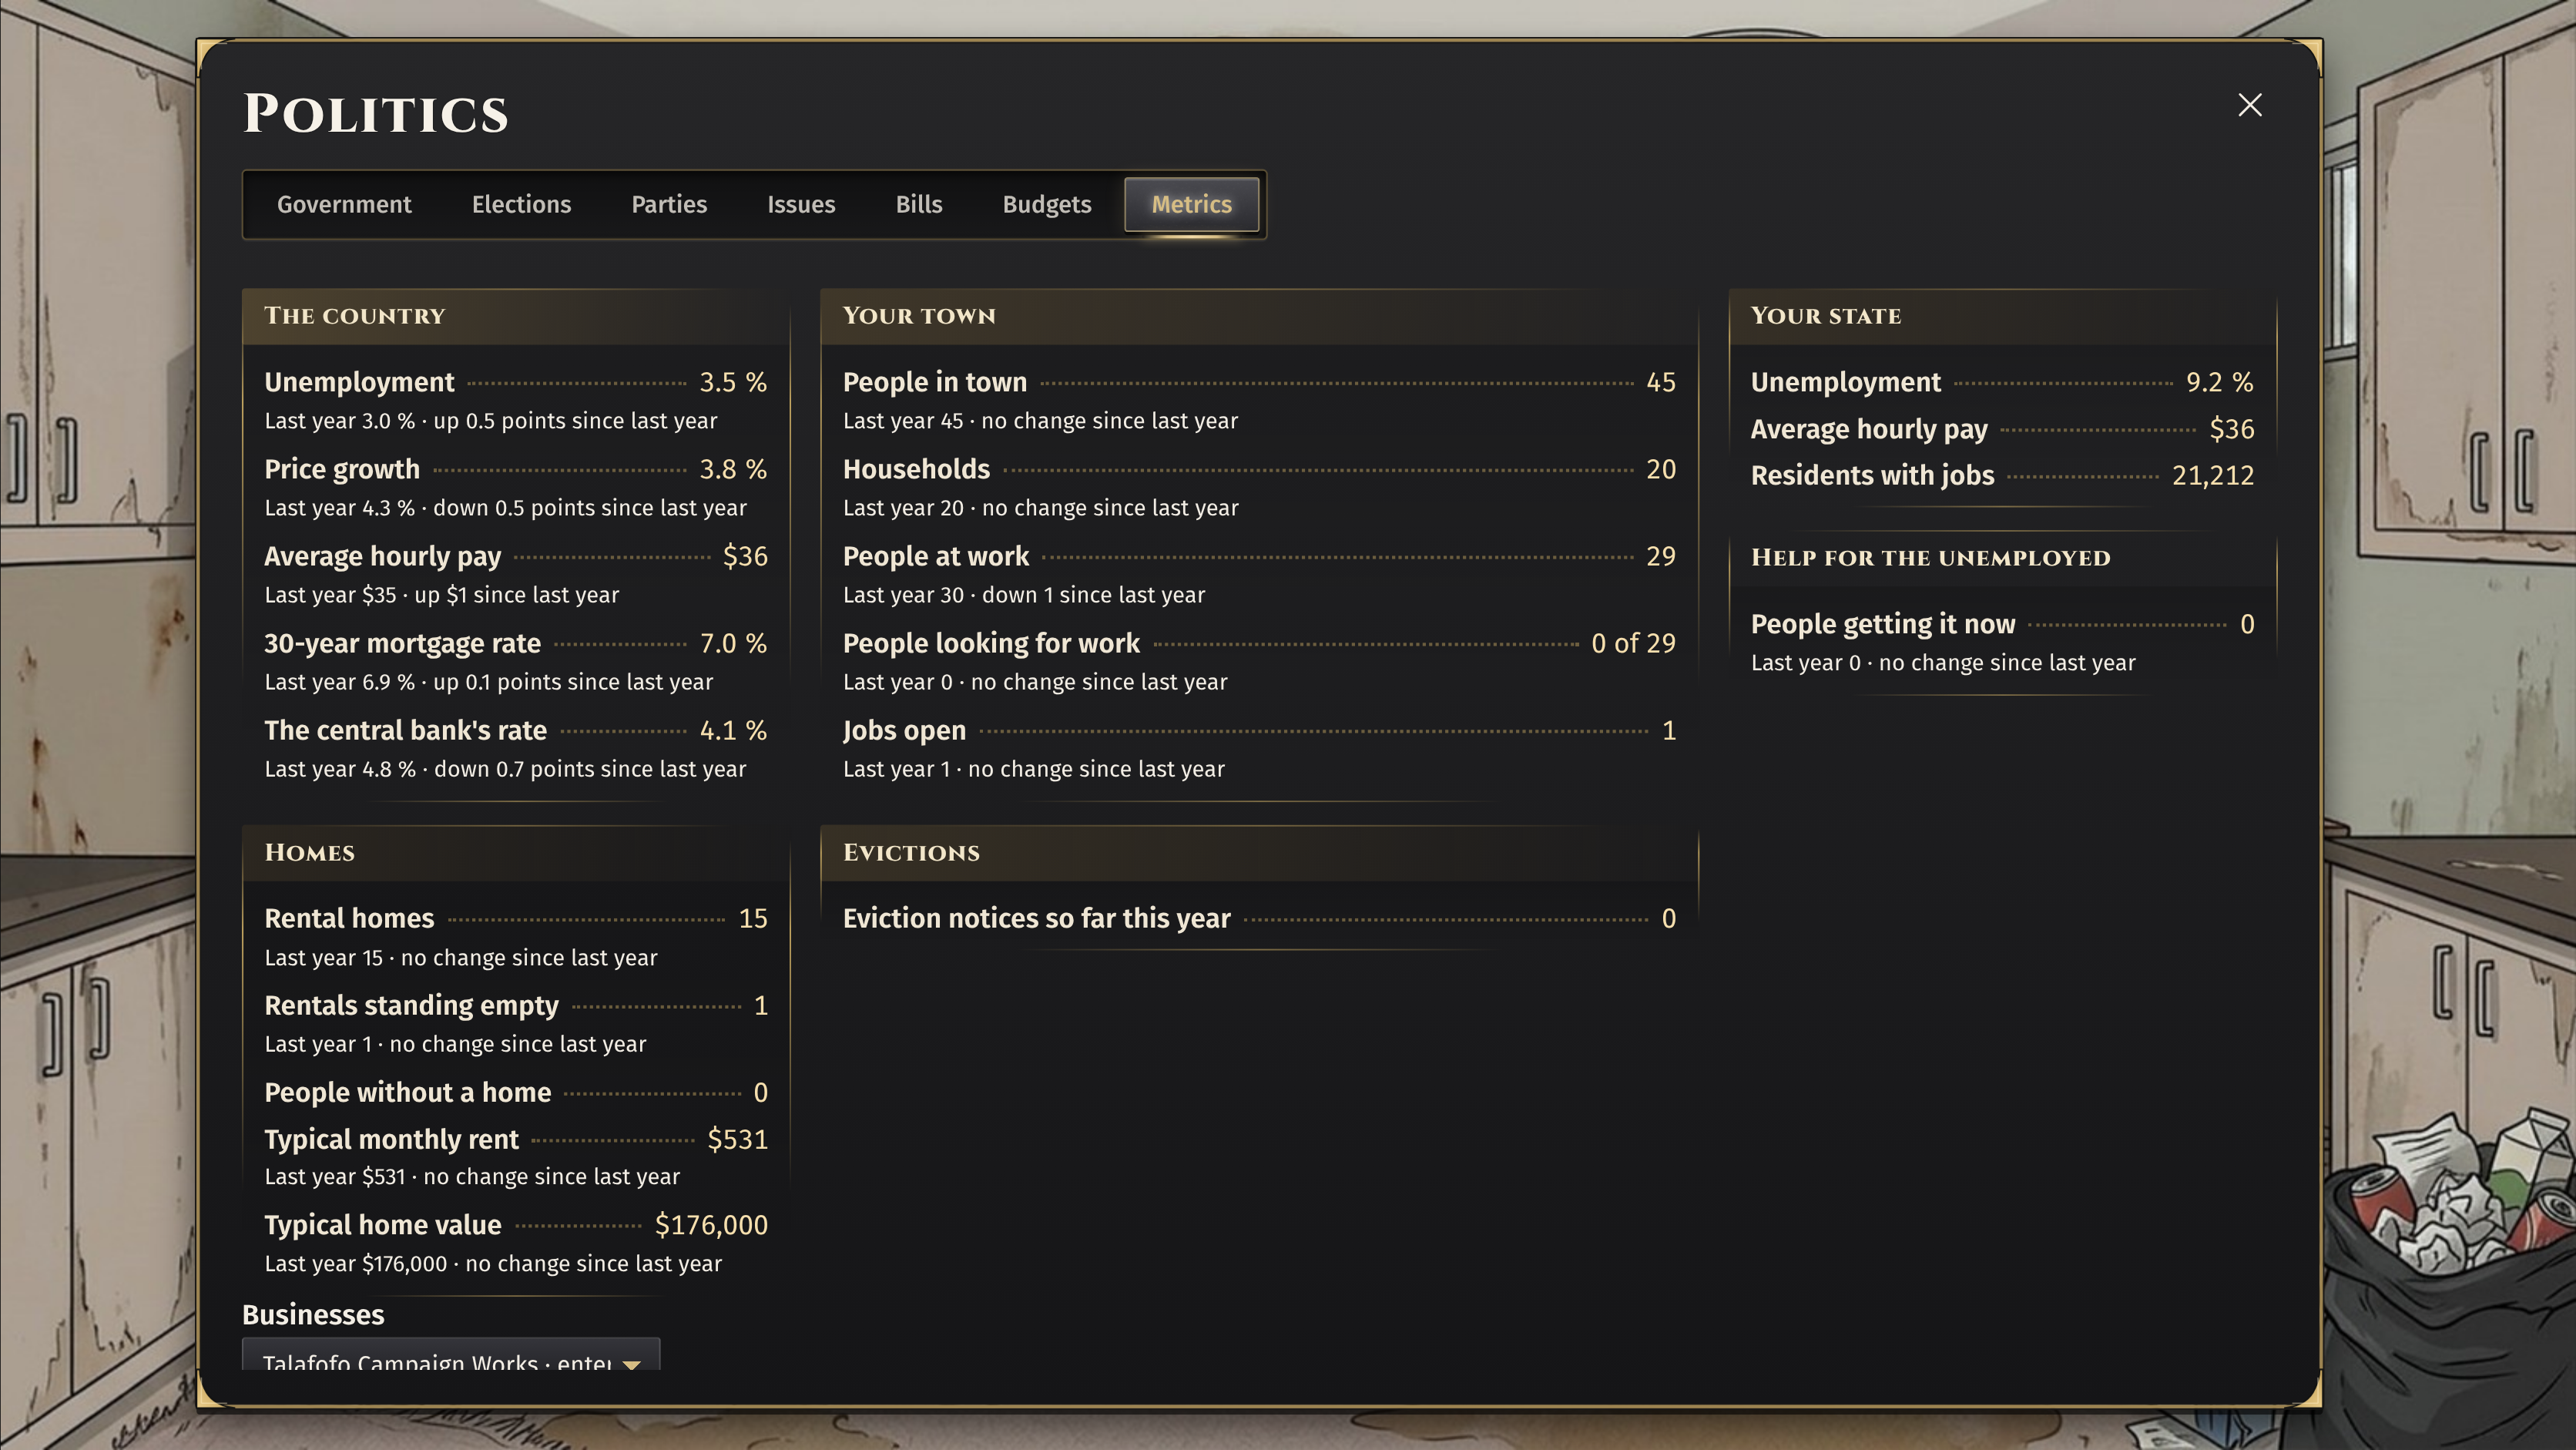 Politics
Government Elections Parties Issues Bills Budgets Metrics
The country
Unemployment 3.5 %
Last year 3.0 % · up 0.5 points since last year
Price growth 3.8 %
Last year 4.3 % · down 0.5 points since last year
Average hourly pay $36
Last year $35 · up $1 since last year
30-year mortgage rate 7.0 %
Last year 6.9 % · up 0.1 points since last year
The central bank's rate 4.1 %
Last year 4.8 % · down 0.7 points since last year
Your town
People in town 45
Last year 45 · no change since last year
Households 20
Last year 20 · no change since last year
People at work 29
Last year 30 · down 1 since last year
People looking for work 0 of 29
Last year 0 · no change since last year
Jobs open 1
Last year 1 · no change since last year
Your state
Unemployment 9.2 %
Average hourly pay $36
Residents with jobs 21,212
Help for the unemployed
People getting it now 0
Last year 0 · no change since last year
Homes
Rental homes 15
Last year 15 · no change since last year
Rentals standing empty 1
Last year 1 · no change since last year
People without a home 0
Typical monthly rent $531
Last year $531 · no change since last year
Typical home value $176,000
Last year $176,000 · no change since last year
Evictions
Eviction notices so far this year 0
Businesses
Talafofo Campaign Works ·